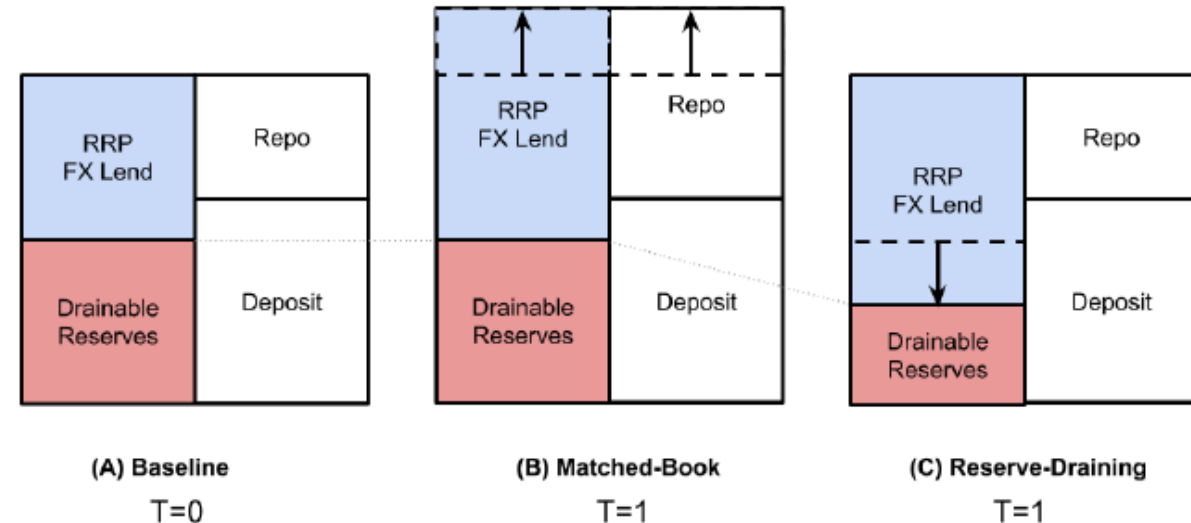 RRP
FX Lend
Repo
Drainable
Reserves
Deposit
(A) Baseline
T=0
RRP
FX Lend
Repo
Drainable
Reserves
Deposit
(B) Matched-Book
T=1
RRP
FX Lend
Repo
Drainable
Reserves
Deposit
(C) Reserve-Draining
T=1